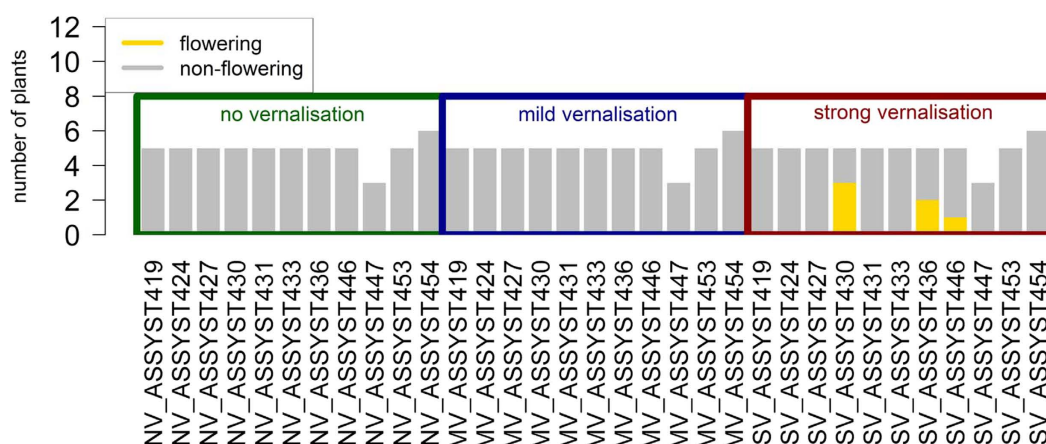 number of plants
12
10
8
6
4
2
0
flowering
non-flowering
no vernalisation
mild vernalisation
strong vernalisation
NV_ASSYST419
NV_ASSYST424
NV_ASSYST427
NV_ASSYST430
NV_ASSYST431
NV_ASSYST433
NV_ASSYST436
NV_ASSYST446
NV_ASSYST447
NV_ASSYST453
NV_ASSYST454
MV_ASSYST419
MV_ASSYST424
MV_ASSYST427
MV_ASSYST430
MV_ASSYST431
MV_ASSYST433
MV_ASSYST436
MV_ASSYST446
MV_ASSYST447
MV_ASSYST453
MV_ASSYST454
SV_ASSYST419
SV_ASSYST424
SV_ASSYST427
SV_ASSYST430
SV_ASSYST431
SV_ASSYST433
SV_ASSYST436
SV_ASSYST446
SV_ASSYST447
SV_ASSYST453
SV_ASSYST454